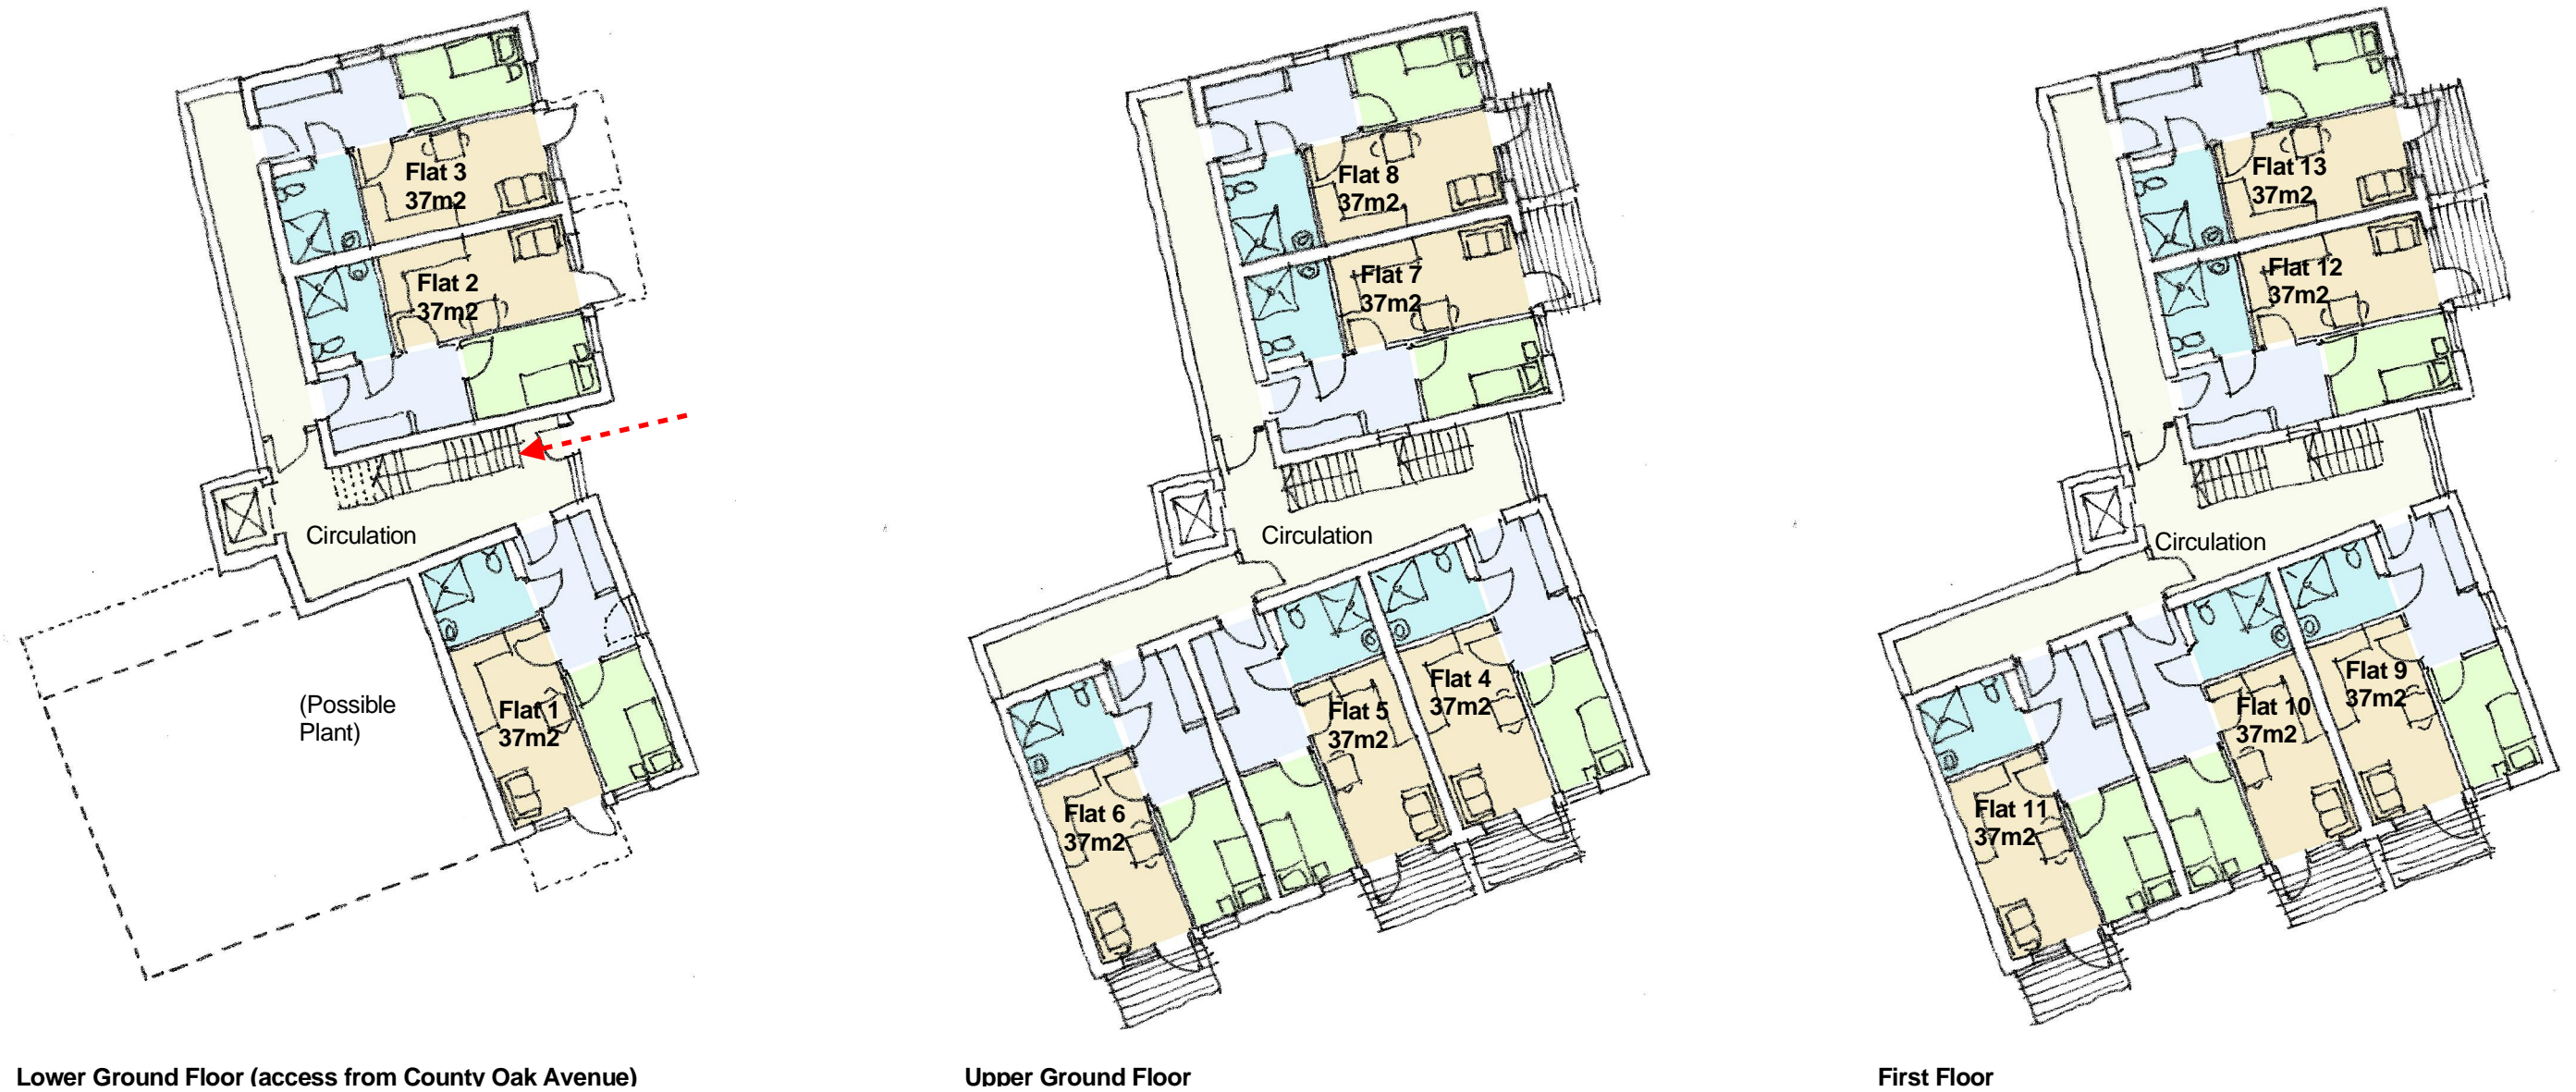 Flat 3
37m2
Flat 2
37m2
Circulation
(Possible
Plant)
Flat 1
37m2
Lower Ground Floor (access from County Oak Avenue)
Flat 8
37m2
Flat 7
37m2
Circulation
Flat 4
37m2
Flat 5
37m2
Flat 6
37m2
Upper Ground Floor
Flat 13
37m2
Flat 12
37m2
Circulation
Flat 9
37m2
Flat 10
37m2
Flat 11
37m2
First Floor